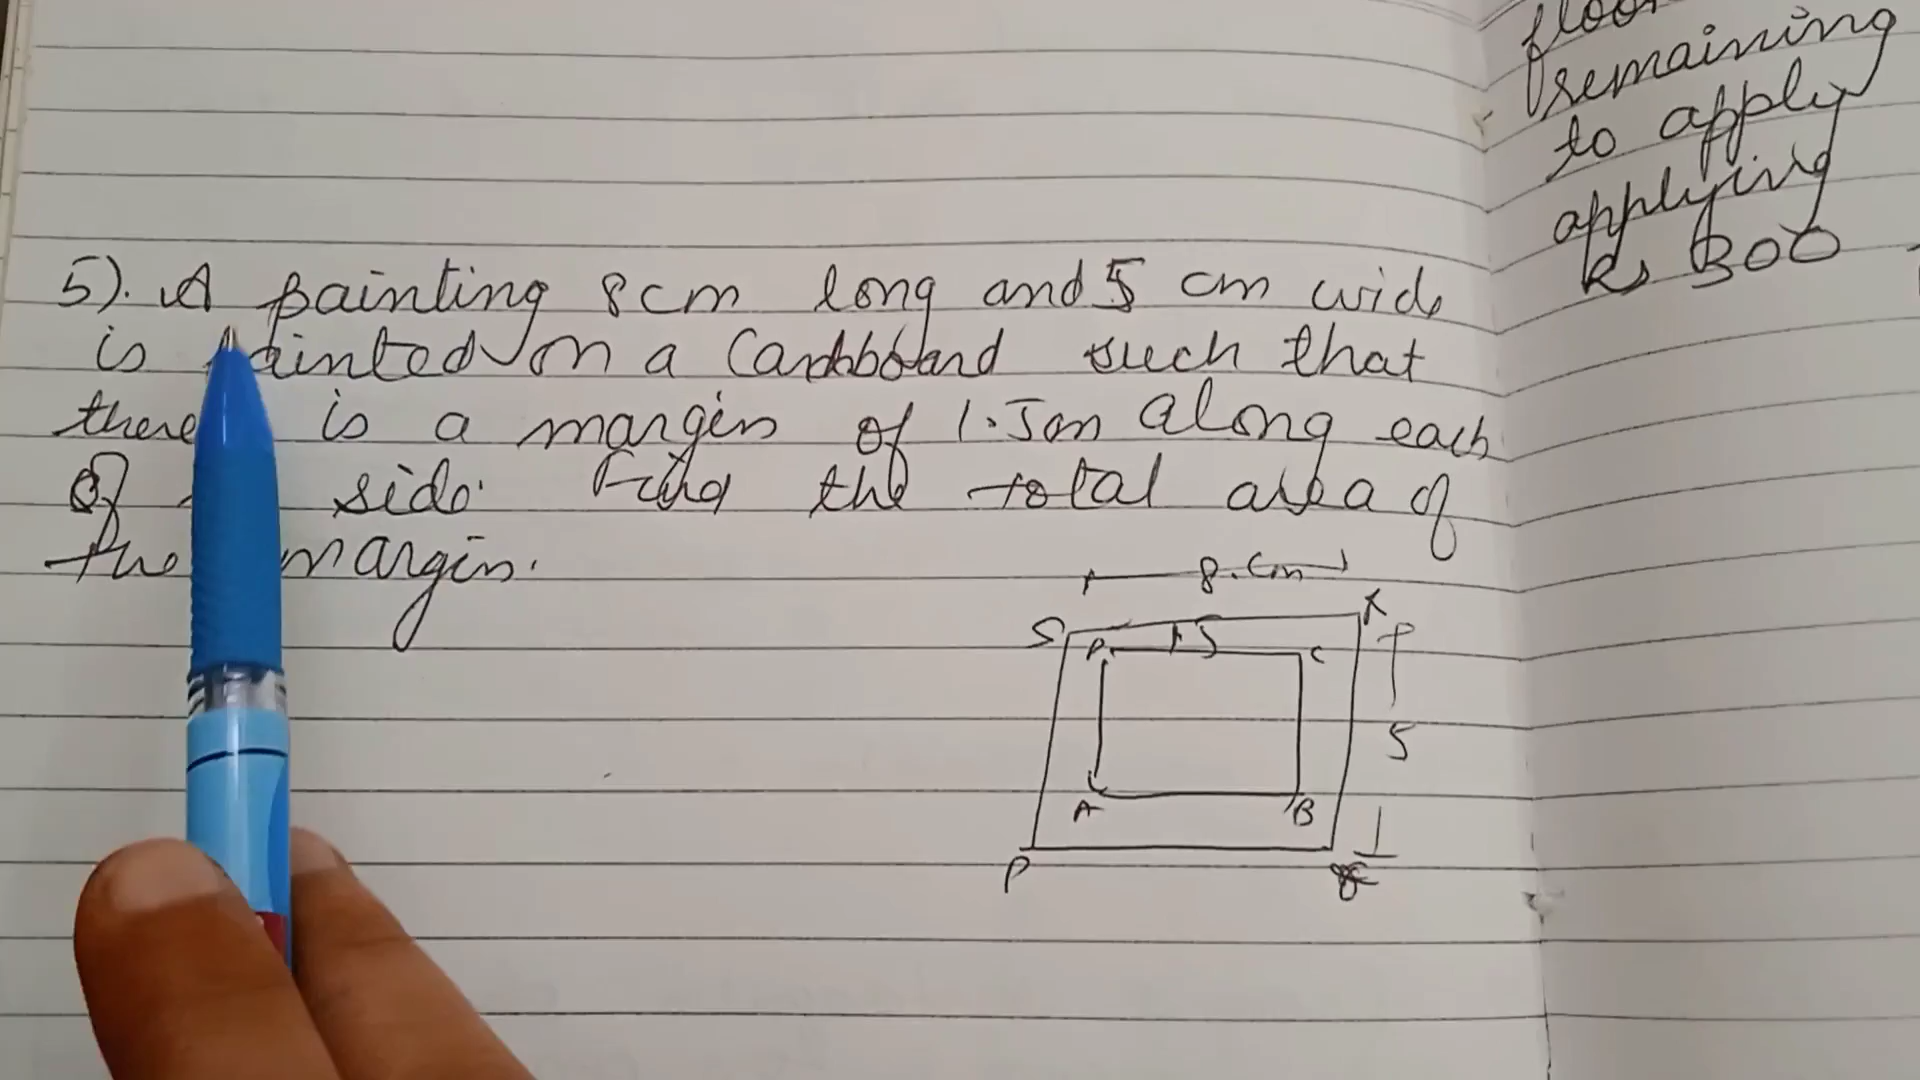 5). A painting 8cm long and 5 cm wide
is painted on a Cardboard such that
there is a margin of 1.5cm along each
of side. Find the total area of
the margin.
8.cm
S R
1.5
C
5
A B
P
floor
remaining
to apply
applying
Rs 300